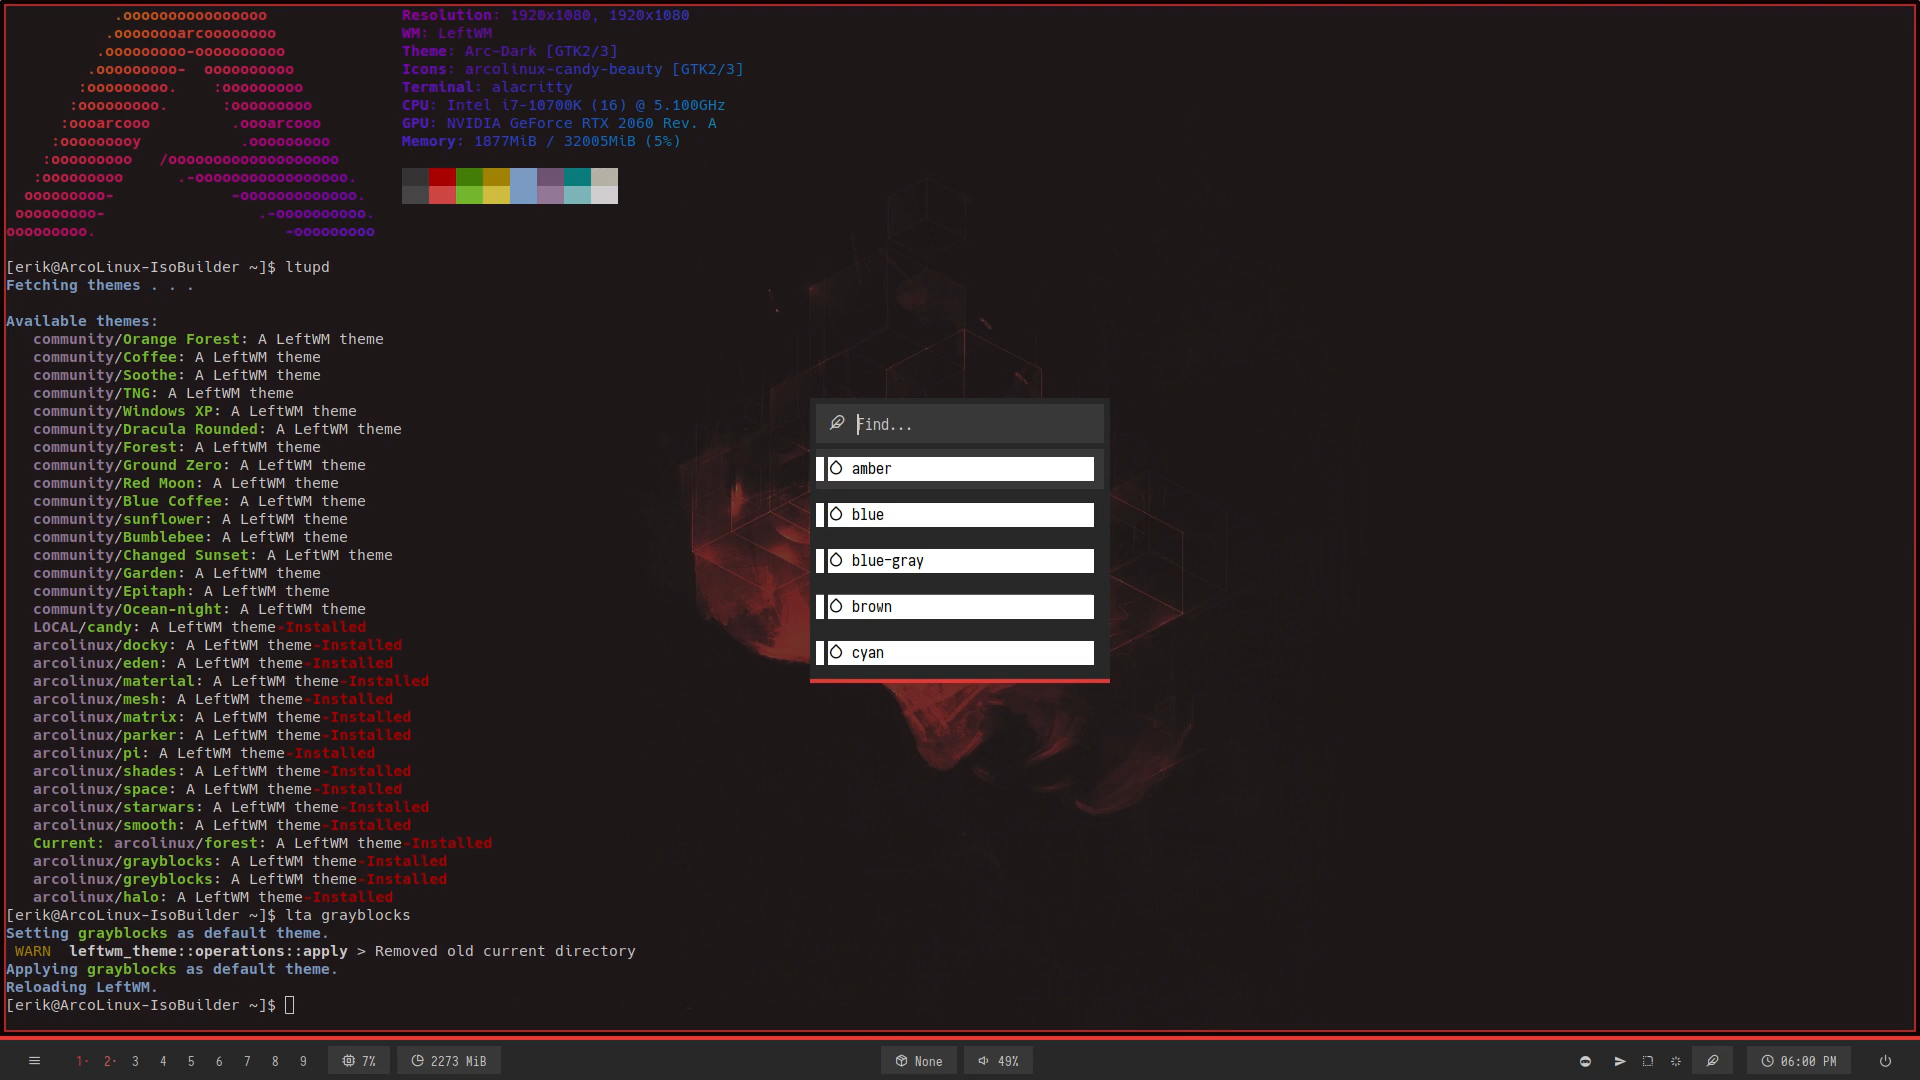 .oooooooooooooooo
.oooooooarcoooooooo
.ooooooooo-oooooooooo
.ooooooooo-  oooooooooo
:ooooooooo.    :ooooooooo
:ooooooooo.      :ooooooooo
:oooarcooo         .oooarcooo
:ooooooooy           .ooooooooo
:ooooooooo   /ooooooooooooooooooo
:ooooooooo      .-ooooooooooooooooo.
ooooooooo-             -ooooooooooooo.
ooooooooo-                 .-oooooooooo.
ooooooooo.                     -ooooooooo
Resolution: 1920x1080, 1920x1080
WM: LeftWM
Theme: Arc-Dark [GTK2/3]
Icons: arcolinux-candy-beauty [GTK2/3]
Terminal: alacritty
CPU: Intel i7-10700K (16) @ 5.100GHz
GPU: NVIDIA GeForce RTX 2060 Rev. A
Memory: 1877MiB / 32005MiB (5%)
[erik@ArcoLinux-IsoBuilder ~]$ ltupd
Fetching themes . . .
Available themes:
community/Orange Forest: A LeftWM theme
community/Coffee: A LeftWM theme
community/Soothe: A LeftWM theme
community/TNG: A LeftWM theme
community/Windows XP: A LeftWM theme
community/Dracula Rounded: A LeftWM theme
community/Forest: A LeftWM theme
community/Ground Zero: A LeftWM theme
community/Red Moon: A LeftWM theme
community/Blue Coffee: A LeftWM theme
community/sunflower: A LeftWM theme
community/Bumblebee: A LeftWM theme
community/Changed Sunset: A LeftWM theme
community/Garden: A LeftWM theme
community/Epitaph: A LeftWM theme
community/Ocean-night: A LeftWM theme
LOCAL/candy: A LeftWM theme-Installed
arcolinux/docky: A LeftWM theme-Installed
arcolinux/eden: A LeftWM theme-Installed
arcolinux/material: A LeftWM theme-Installed
arcolinux/mesh: A LeftWM theme-Installed
arcolinux/matrix: A LeftWM theme-Installed
arcolinux/parker: A LeftWM theme-Installed
arcolinux/pi: A LeftWM theme-Installed
arcolinux/shades: A LeftWM theme-Installed
arcolinux/space: A LeftWM theme-Installed
arcolinux/starwars: A LeftWM theme-Installed
arcolinux/smooth: A LeftWM theme-Installed
Current: arcolinux/forest: A LeftWM theme-Installed
arcolinux/grayblocks: A LeftWM theme-Installed
arcolinux/greyblocks: A LeftWM theme-Installed
arcolinux/halo: A LeftWM theme-Installed
[erik@ArcoLinux-IsoBuilder ~]$ lta grayblocks
Setting grayblocks as default theme.
WARN  leftwm_theme::operations::apply > Removed old current directory
Applying grayblocks as default theme.
Reloading LeftWM.
[erik@ArcoLinux-IsoBuilder ~]$
Find...
amber
blue
blue-gray
brown
cyan
1· 2· 3 4 5 6 7 8 9 7% 2273 MiB None 49% 06:00 PM